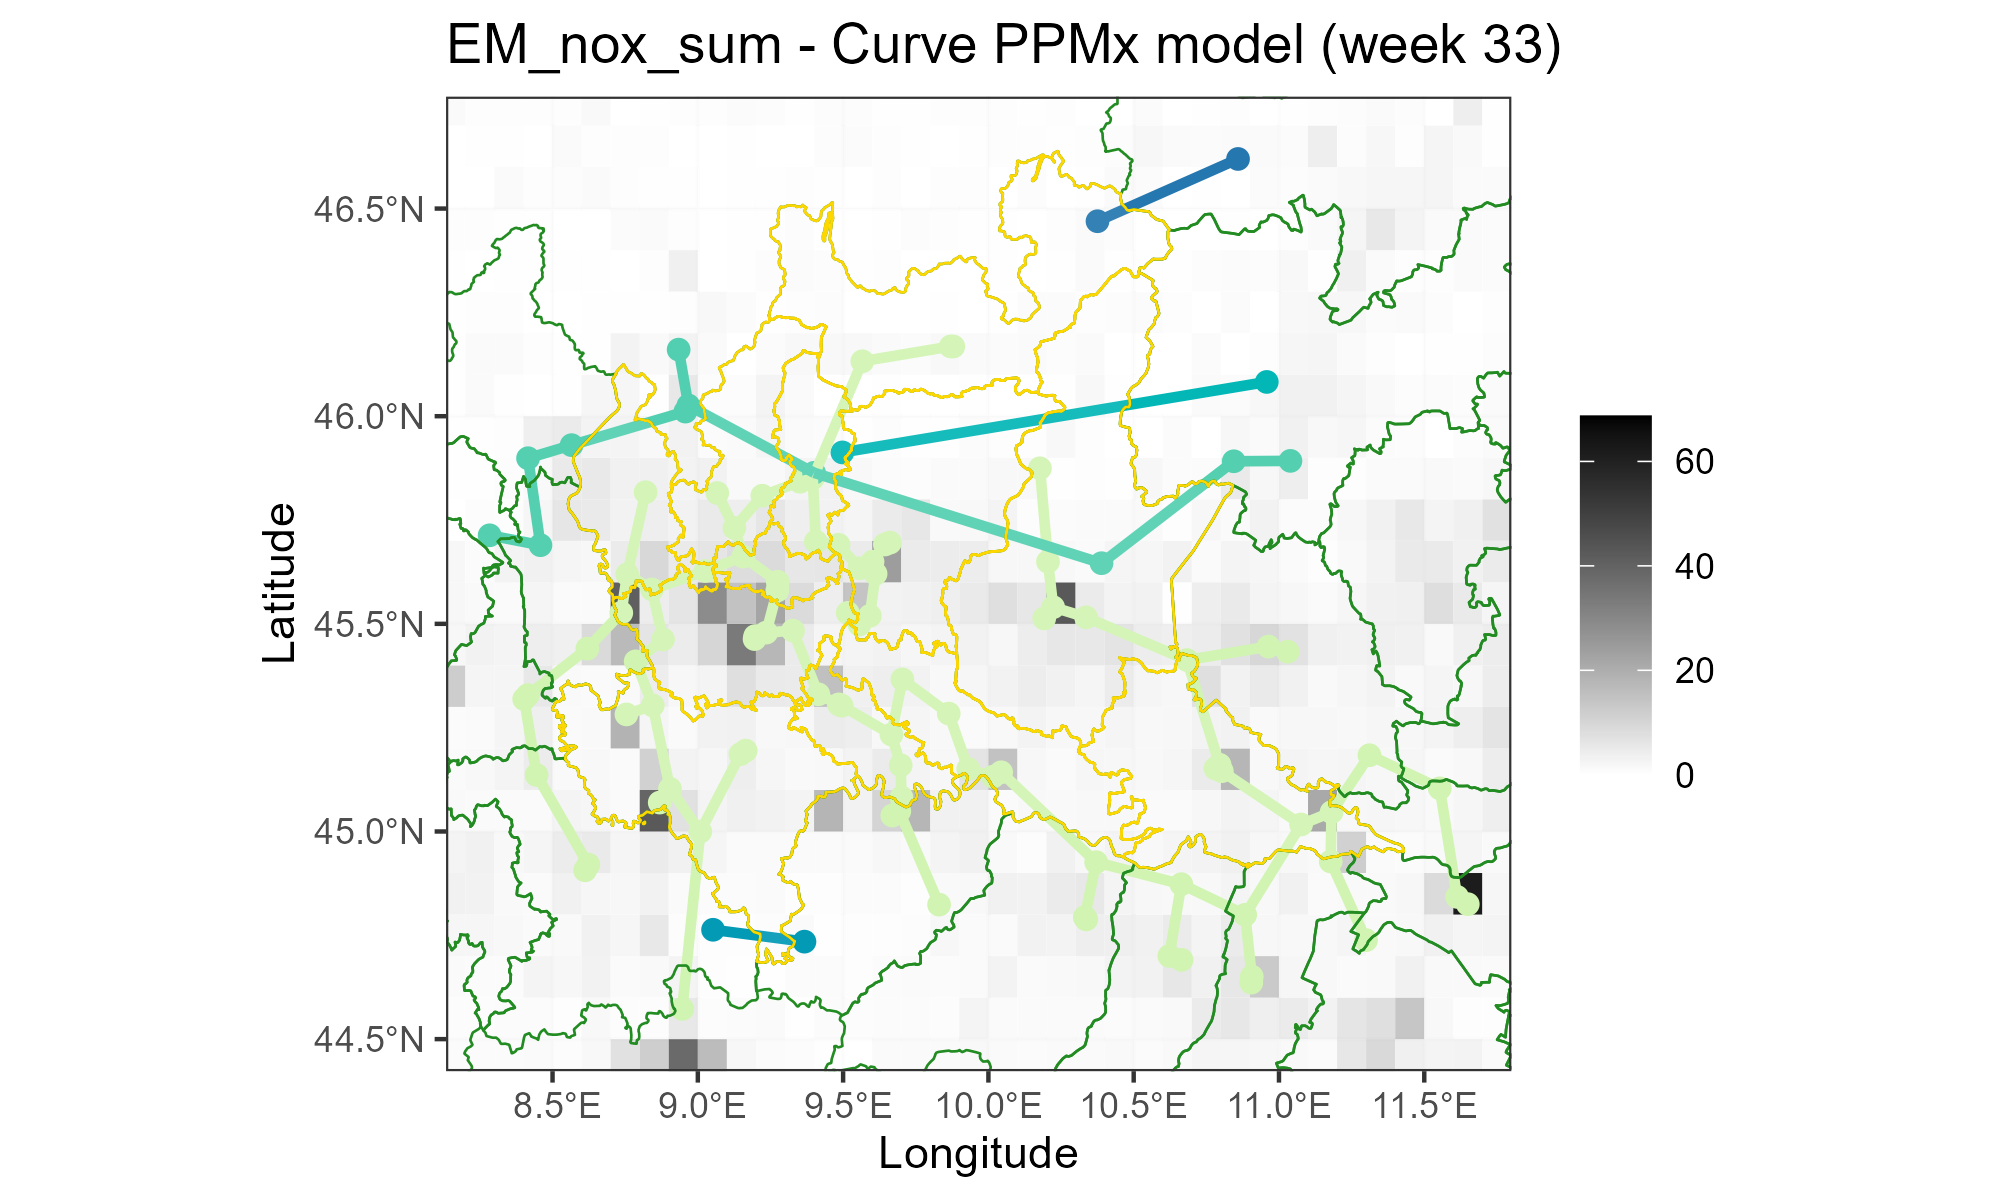 EM_nox_sum - Curve PPMx model (week 33)
46.5°N
46.0°N
45.5°N
45.0°N
44.5°N
Latitude
8.5°E 9.0°E 9.5°E 10.0°E 10.5°E 11.0°E 11.5°E
Longitude
60
40
20
0